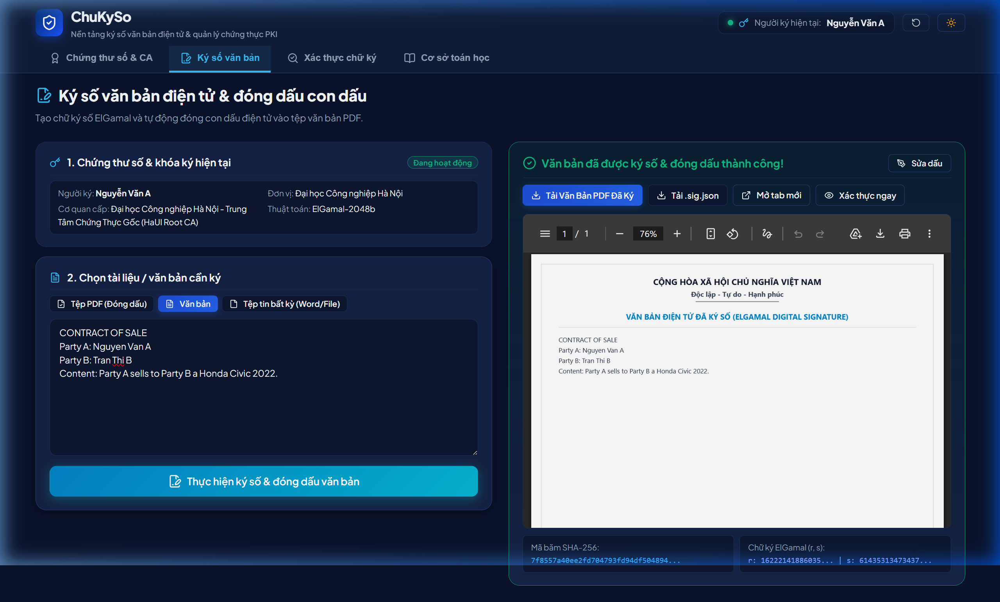 ChuKySo
Nền tảng ký số văn bản điện tử & quản lý chứng thực PKI
Người ký hiện tại: Nguyễn Văn A
Chứng thư số & CA
Ký số văn bản
Xác thực chữ ký
Cơ sở toán học
Ký số văn bản điện tử & đóng dấu con dấu
Tạo chữ ký số ElGamal và tự động đóng con dấu điện tử vào tệp văn bản PDF.
1. Chứng thư số & khóa ký hiện tại
Đang hoạt động
Người ký: Nguyễn Văn A
Đơn vị: Đại học Công nghiệp Hà Nội
Cơ quan cấp: Đại học Công nghiệp Hà Nội - Trung
Tâm Chứng Thực Gốc (HaUI Root CA)
Thuật toán: ElGamal-2048b
2. Chọn tài liệu / văn bản cần ký
Tệp PDF (Đóng dấu)
Văn bản
Tệp tin bất kỳ (Word/File)
CONTRACT OF SALE
Party A: Nguyen Van A
Party B: Tran Thi B
Content: Party A sells to Party B a Honda Civic 2022.
Thực hiện ký số & đóng dấu văn bản
Văn bản đã được ký số & đóng dấu thành công!
Sửa dấu
Tải Văn Bản PDF Đã Ký
Tải .sig.json
Mở tab mới
Xác thực ngay
1 / 1
76%
CỘNG HÒA XÃ HỘI CHỦ NGHĨA VIỆT NAM
Độc lập - Tự do - Hạnh phúc
VĂN BẢN ĐIỆN TỬ ĐÃ KÝ SỐ (ELGAMAL DIGITAL SIGNATURE)
CONTRACT OF SALE
Party A: Nguyen Van A
Party B: Tran Thi B
Content: Party A sells to Party B a Honda Civic 2022.
Mã băm SHA-256:
7f8557a40ee2fd704793fd94df504894...
Chữ ký ElGamal (r, s):
r: 16222141886035... | s: 61435313473437...